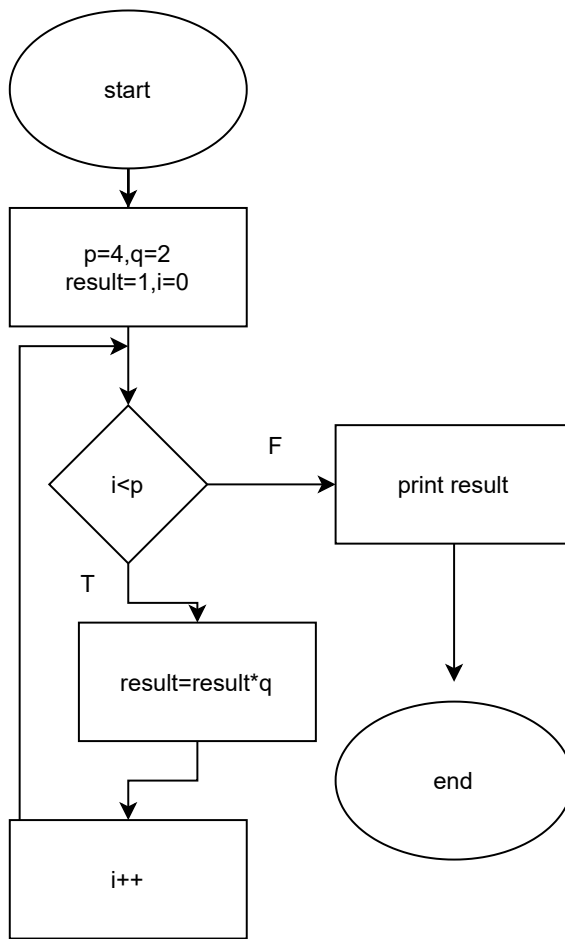 start
p=4,q=2
result=1,i=0
i<p
F
print result
T
result=result*q
end
i++